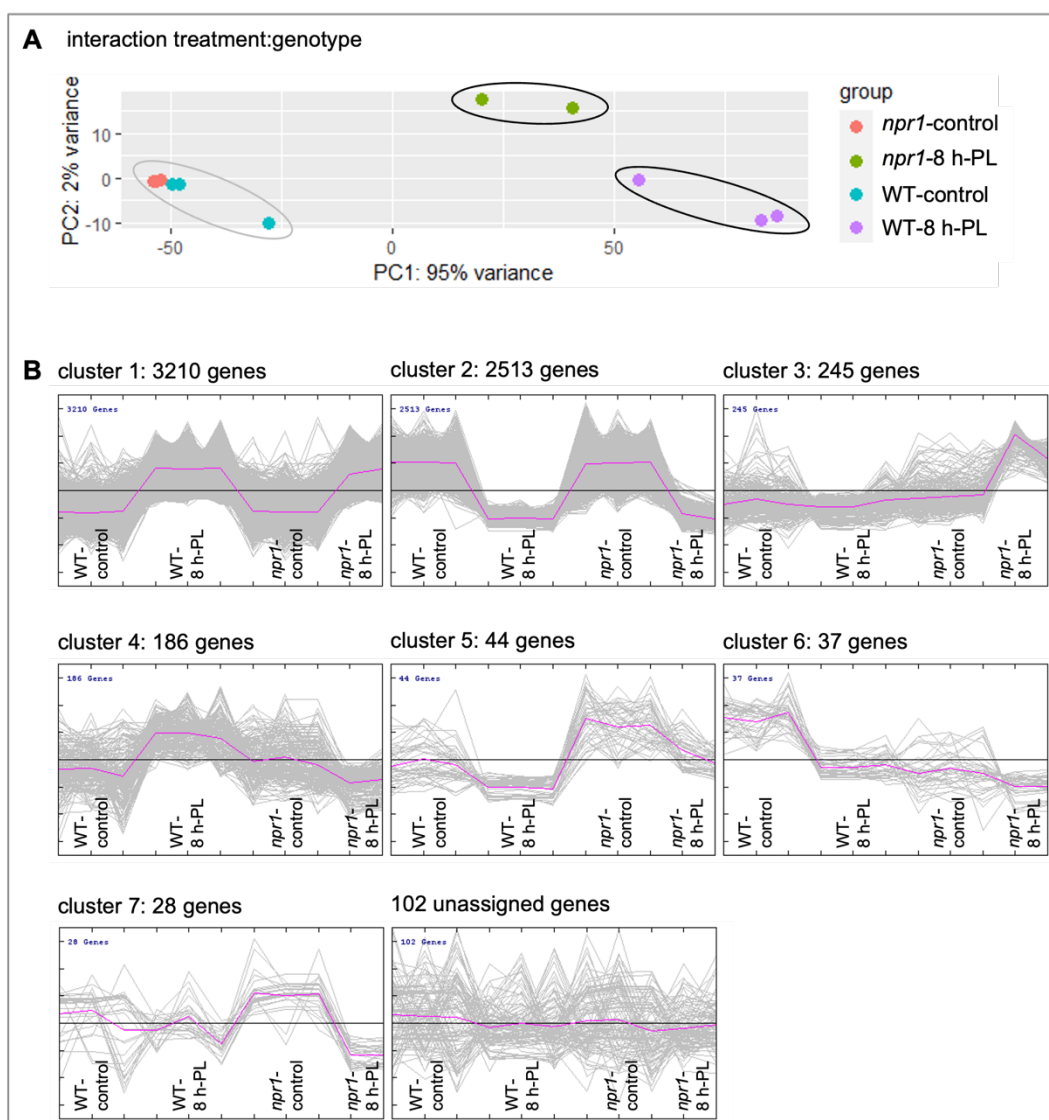 A interaction treatment:genotype
PC2: 2% variance
10
0
-10
-50
0
50
PC1: 95% variance
group
npr1-control
npr1-8 h-PL
WT-control
WT-8 h-PL
B cluster 1: 3210 genes
3210 Genes
WT-
control
WT-
8 h-PL
npr1-
control
npr1-
8 h-PL
cluster 2: 2513 genes
2513 Genes
WT-
control
WT-
8 h-PL
npr1-
control
npr1-
8 h-PL
cluster 3: 245 genes
245 Genes
WT-
control
WT-
8 h-PL
npr1-
control
npr1-
8 h-PL
cluster 4: 186 genes
186 Genes
WT-
control
WT-
8 h-PL
npr1-
control
npr1-
8 h-PL
cluster 5: 44 genes
44 Genes
WT-
control
WT-
8 h-PL
npr1-
control
npr1-
8 h-PL
cluster 6: 37 genes
37 Genes
WT-
control
WT-
8 h-PL
npr1-
control
npr1-
8 h-PL
cluster 7: 28 genes
28 Genes
WT-
control
WT-
8 h-PL
npr1-
control
npr1-
8 h-PL
102 unassigned genes
102 Genes
WT-
control
WT-
8 h-PL
npr1-
control
npr1-
8 h-PL